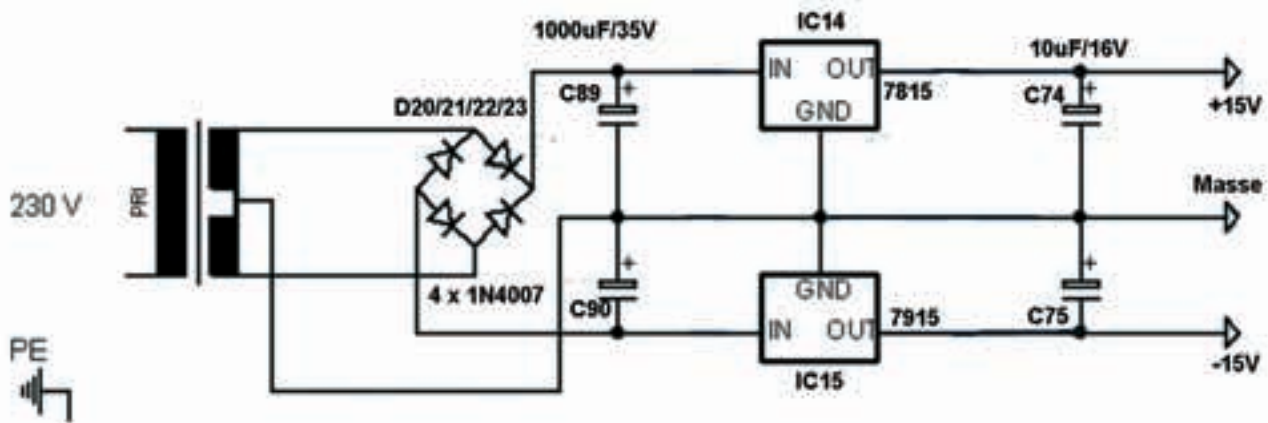 1000uF/35V
IC14
10uF/16V
IN OUT
C89
+
7815
C74
+
D20/21/22/23
GND
+15V
PRI
230 V
Masse
+
GND
+
4 x 1N4007
C90
7915
C75
IN OUT
PE
IC15
-15V